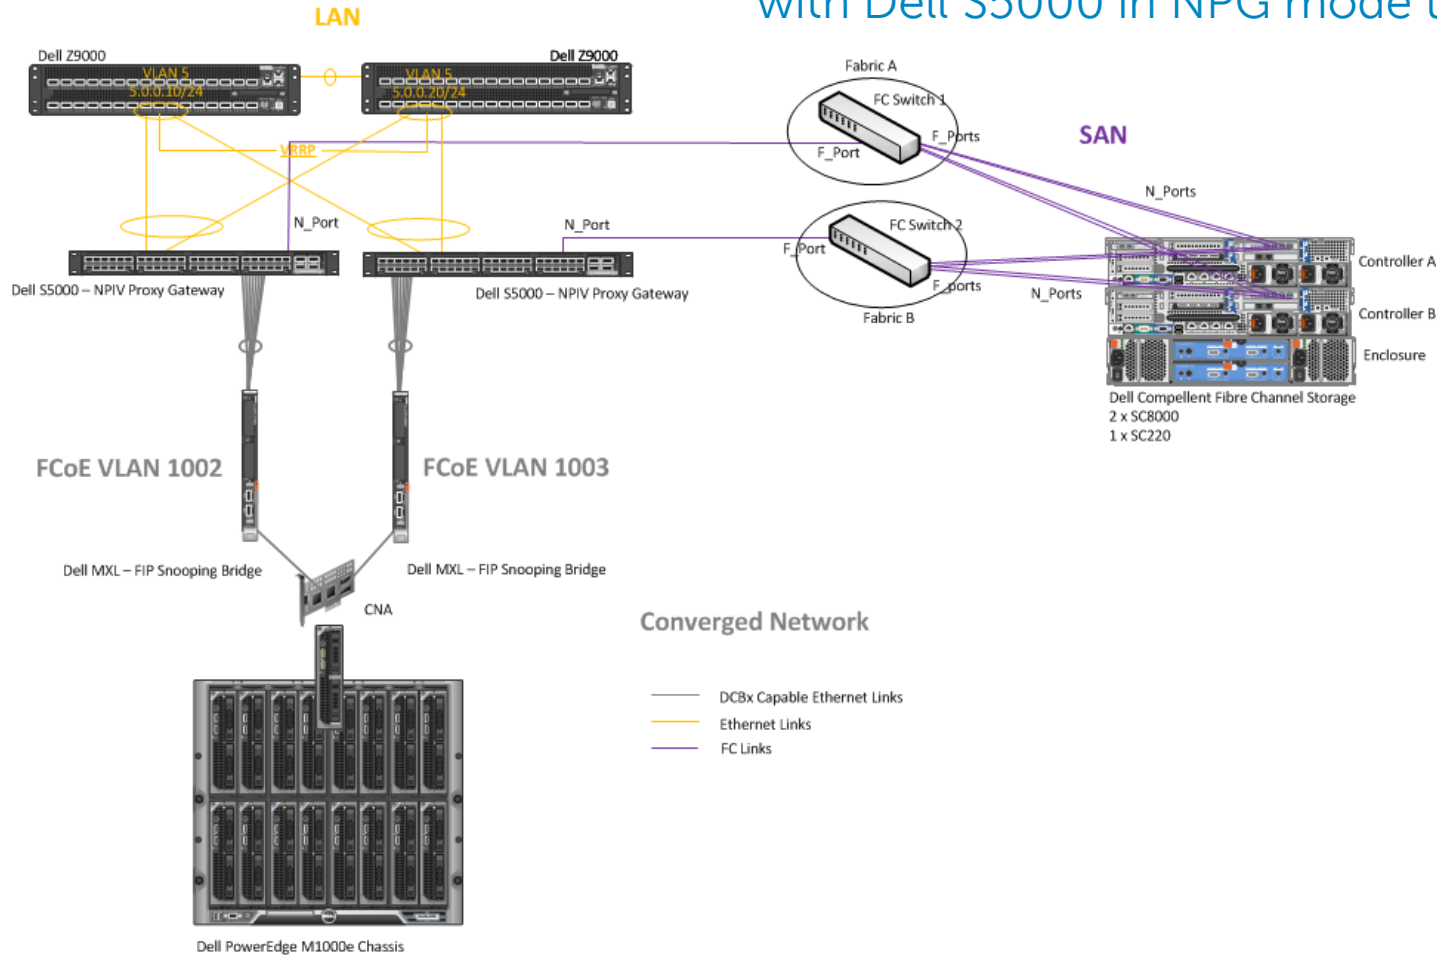 with Dell S5000 in NPG mode
LAN
Dell Z9000
Dell Z9000
VLAN 5
5.0.0.10/24
VLAN 5
5.0.0.20/24
VRRP
Fabric A
FC Switch 1
F_Ports
F_Port
SAN
N_Ports
N_Port
N_Port
FC Switch 2
F_Port
F_ports
N_Ports
Fabric B
Controller A
Controller B
Enclosure
Dell S5000 – NPIV Proxy Gateway
Dell S5000 – NPIV Proxy Gateway
Dell Compellent Fibre Channel Storage
2 x SC8000
1 x SC220
FCoE VLAN 1002
FCoE VLAN 1003
Dell MXL – FIP Snooping Bridge
Dell MXL – FIP Snooping Bridge
CNA
Converged Network
DCBx Capable Ethernet Links
Ethernet Links
FC Links
Dell PowerEdge M1000e Chassis